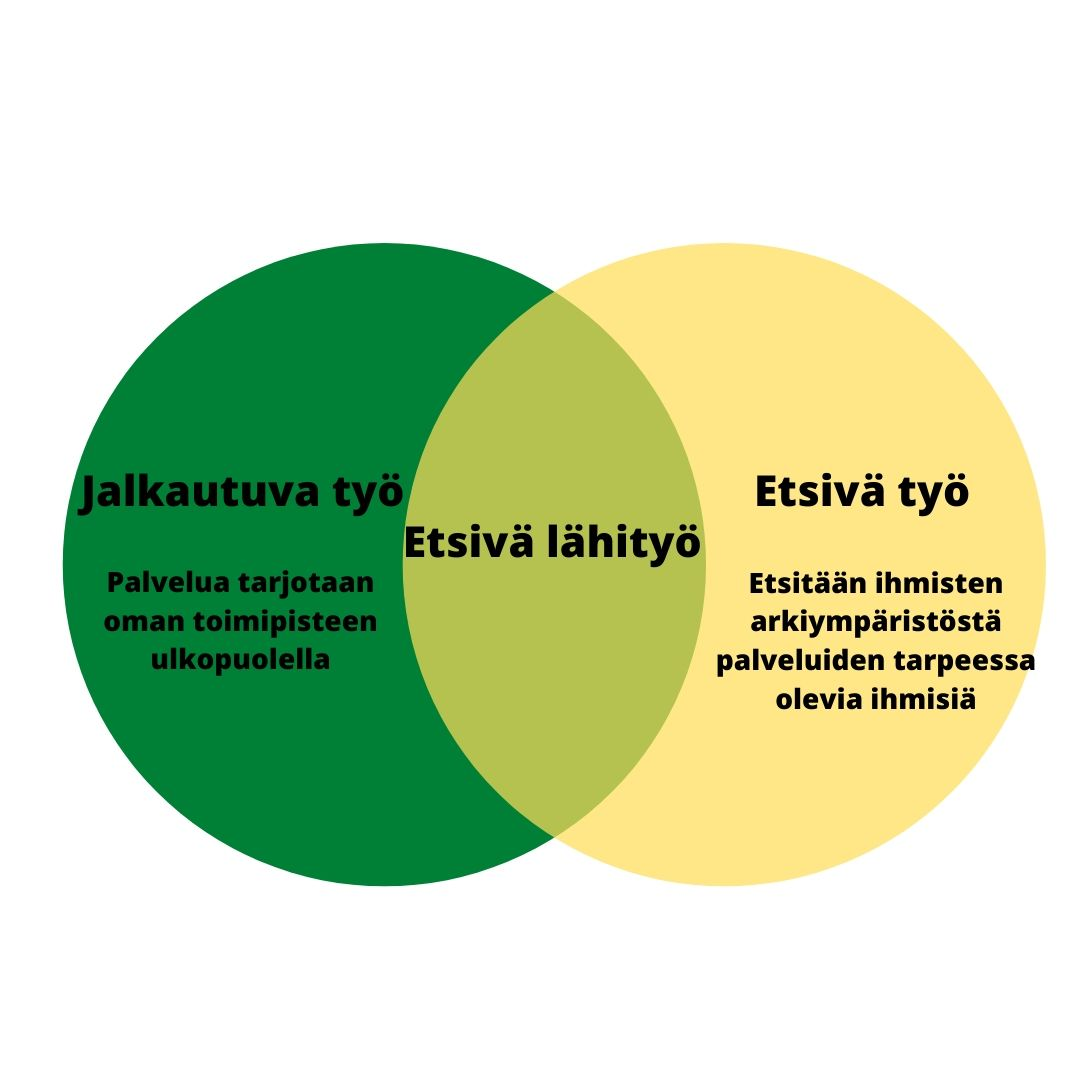 Jalkautuva työ
Palvelua tarjotaan
oman toimipisteen
ulkopuolella
Etsivä lähityö
Etsivä työ
Etsitään ihmisten
arkiympäristöstä
palveluiden tarpeessa
olevia ihmisiä